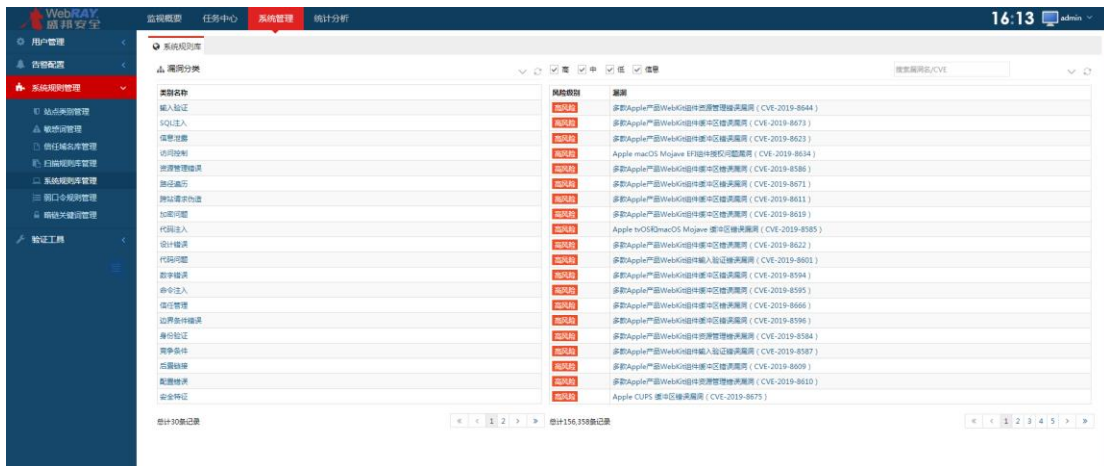 WebRAY.
盛邦安全
监视概要 任务中心 系统管理 统计分析
16:13 admin
用户管理
告警配置
系统规则管理
站点类别管理
敏感词管理
信任域名库管理
扫描规则库管理
系统规则库管理
弱口令规则管理
暗链关键词管理
验证工具
系统规则库
漏洞分类
高 中 低 信息 搜索漏洞名/CVE
类别名称 风险级别 漏洞
输入验证 高风险 多款Apple产品WebKit组件资源管理错误漏洞 ( CVE-2019-8644 )
SQL注入 高风险 多款Apple产品WebKit组件缓冲区错误漏洞 ( CVE-2019-8673 )
信息泄露 高风险 多款Apple产品WebKit组件缓冲区错误漏洞 ( CVE-2019-8623 )
访问控制 高风险 Apple macOS Mojave EFI组件授权问题漏洞 ( CVE-2019-8634 )
资源管理错误 高风险 多款Apple产品WebKit组件缓冲区错误漏洞 ( CVE-2019-8586 )
路径遍历 高风险 多款Apple产品WebKit组件缓冲区错误漏洞 ( CVE-2019-8671 )
跨站请求伪造 高风险 多款Apple产品WebKit组件缓冲区错误漏洞 ( CVE-2019-8611 )
加密问题 高风险 多款Apple产品WebKit组件缓冲区错误漏洞 ( CVE-2019-8619 )
代码注入 高风险 Apple tvOS和macOS Mojave 缓冲区错误漏洞 ( CVE-2019-8585 )
设计错误 高风险 多款Apple产品WebKit组件缓冲区错误漏洞 ( CVE-2019-8622 )
代码问题 高风险 多款Apple产品WebKit组件输入验证错误漏洞 ( CVE-2019-8601 )
数字错误 高风险 多款Apple产品WebKit组件缓冲区错误漏洞 ( CVE-2019-8594 )
命令注入 高风险 多款Apple产品WebKit组件缓冲区错误漏洞 ( CVE-2019-8595 )
信任管理 高风险 多款Apple产品WebKit组件缓冲区错误漏洞 ( CVE-2019-8666 )
边界条件错误 高风险 多款Apple产品WebKit组件缓冲区错误漏洞 ( CVE-2019-8596 )
身份验证 高风险 多款Apple产品WebKit组件资源管理错误漏洞 ( CVE-2019-8584 )
竞争条件 高风险 多款Apple产品WebKit组件输入验证错误漏洞 ( CVE-2019-8587 )
后置链接 高风险 多款Apple产品WebKit组件缓冲区错误漏洞 ( CVE-2019-8609 )
配置错误 高风险 多款Apple产品WebKit组件资源管理错误漏洞 ( CVE-2019-8610 )
安全特征 高风险 Apple CUPS 缓冲区错误漏洞 ( CVE-2019-8675 )
总计30条记录 « < 1 2 > » 总计156,358条记录 « < 1 2 3 4 5 > »